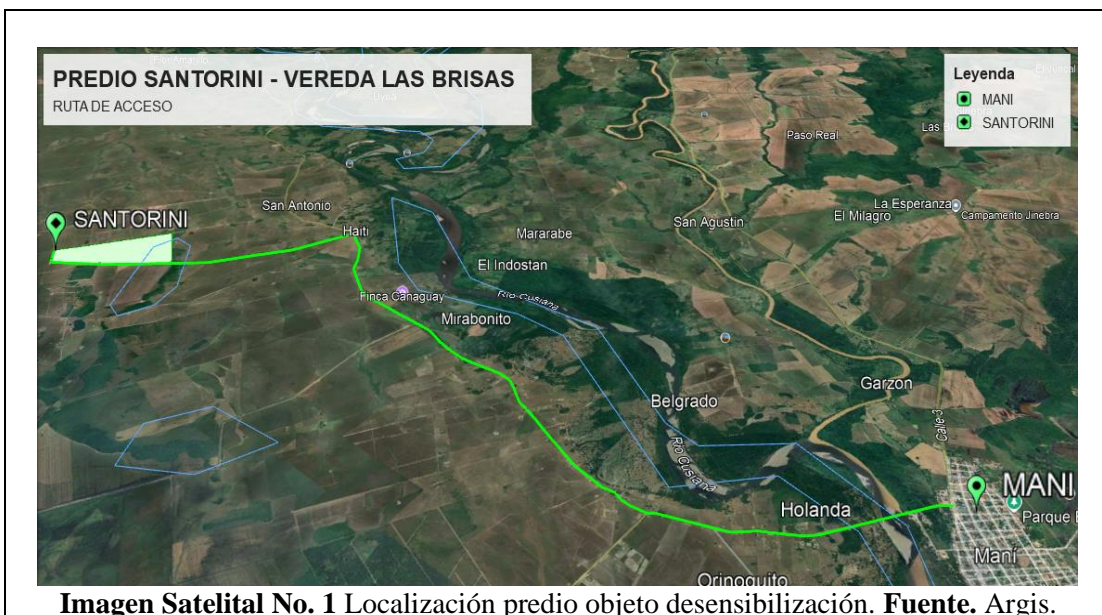 PREDIO SANTORINI - VEREDA LAS BRISAS
RUTA DE ACCESO
Leyenda
MANI
SANTORINI
Paso Real
SANTORINI
San Antonio
Haiti
Mararabe
San Agustin
La Esperanza
El Milagro
Campamento Jinebra
El Indostan
Finca Canaguay
Rio Cusiana
Mirabonito
Garzon
Belgrado
Calle 3
Rio Cusiana
MANI
Holanda
Parque
Maní
Orinoquito
Imagen Satelital No. 1 Localización predio objeto desensibilización. Fuente. Argis.